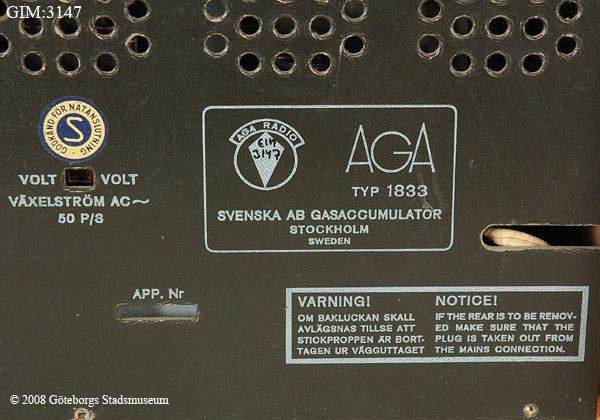 GIM:3147
GODKÄND FÖR NÄTANSLUTNING
S
VOLT VOLT
VÄXELSTRÖM AC~
50 P/S
AGA RADIO
GIM
3147
AGA
TYP 1833
SVENSKA AB GASACCUMULATOR
STOCKHOLM
SWEDEN
APP. Nr
VARNING!
OM BAKLUCKAN SKALL
AVLÄGSNAS TILLSE ATT
STICKPROPPEN ÄR BORT-
TAGEN UR VÄGGUTTAGET
NOTICE!
IF THE REAR IS TO BE REMOV-
ED MAKE SURE THAT THE
PLUG IS TAKEN OUT FROM
THE MAINS CONNECTION.
© 2008 Göteborgs Stadsmuseum